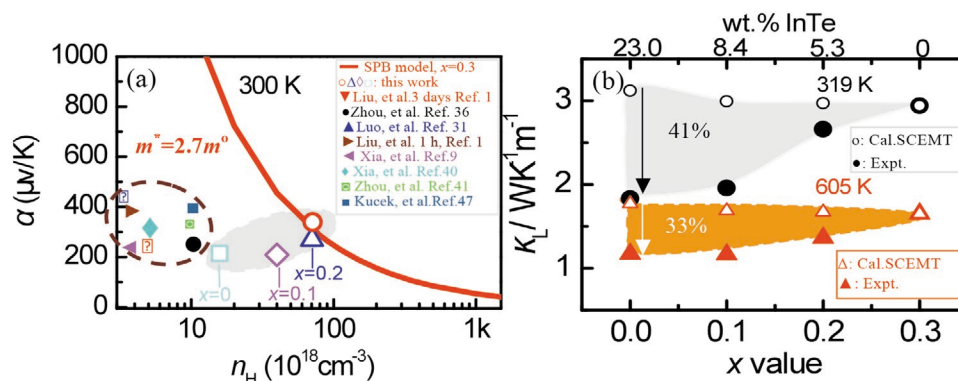 (a)
300 K
SPB model, x=0.3
: this work
Liu, et al.3 days Ref. 1
Zhou, et al. Ref. 36
Luo, et al. Ref. 31
Liu, et al. 1 h, Ref. 1
Xia, et al. Ref.9
Xia, et al. Ref.40
Zhou, et al. Ref.41
Kucek, et al.Ref.47
m*=2.7m°
x=0
x=0.1
x=0.2
α (μv/K)
1000
800
600
400
200
0
10
100
1k
nH (10¹⁸cm⁻³)
wt.% InTe
23.0 8.4 5.3 0
(b)
319 K
41%
o: Cal.SCEMT
●: Expt.
605 K
33%
△: Cal.SCEMT
▲: Expt.
κL/ WK⁻¹m⁻¹
3
2
1
0.0 0.1 0.2 0.3
x value